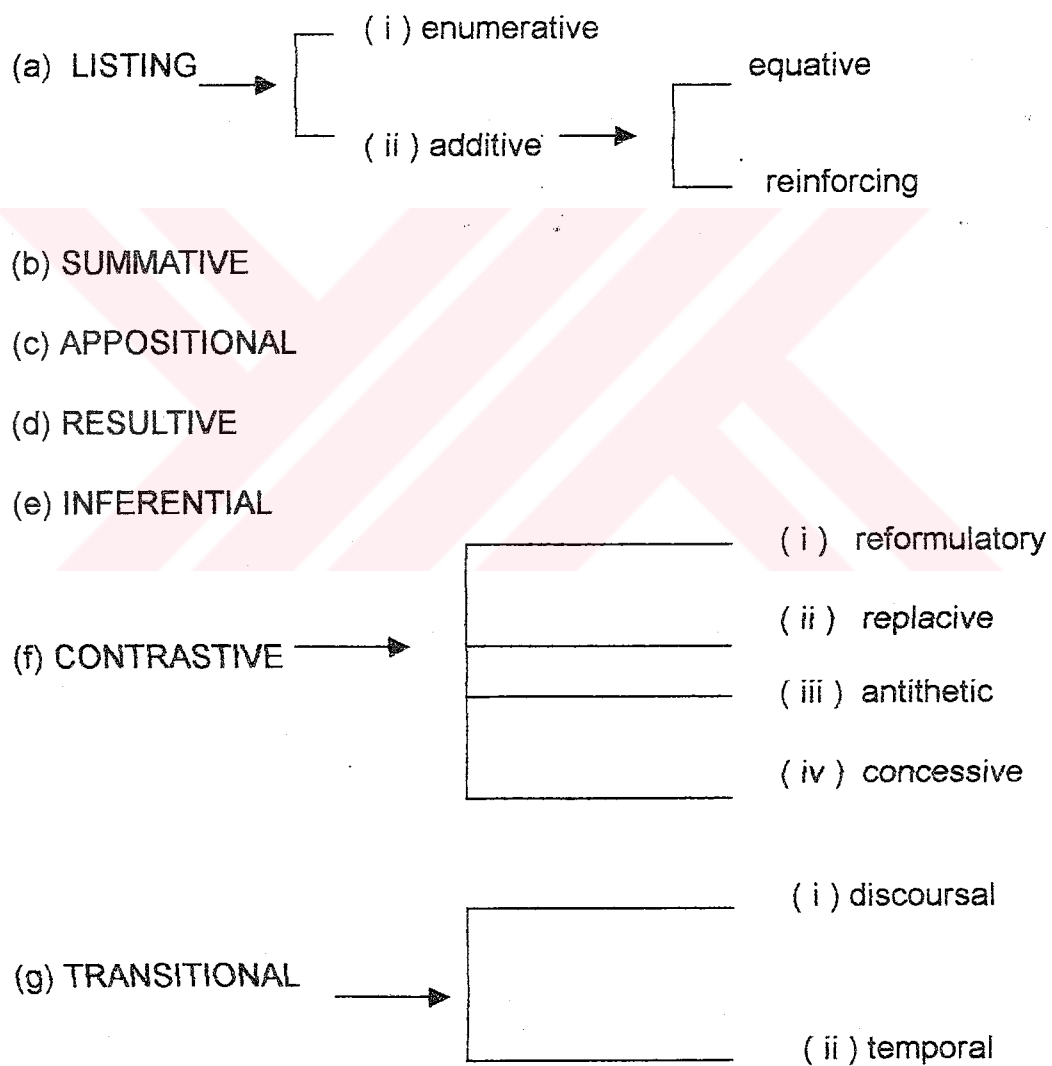 ( i ) enumerative
(a) LISTING
equative
( ii ) additive
reinforcing
(b) SUMMATIVE
(c) APPOSITIONAL
(d) RESULTIVE
(e) INFERENTIAL
( i ) reformulatory
( ii ) replacive
(f) CONTRASTIVE
( iii ) antithetic
( iv ) concessive
( i ) discoursal
(g) TRANSITIONAL
( ii ) temporal